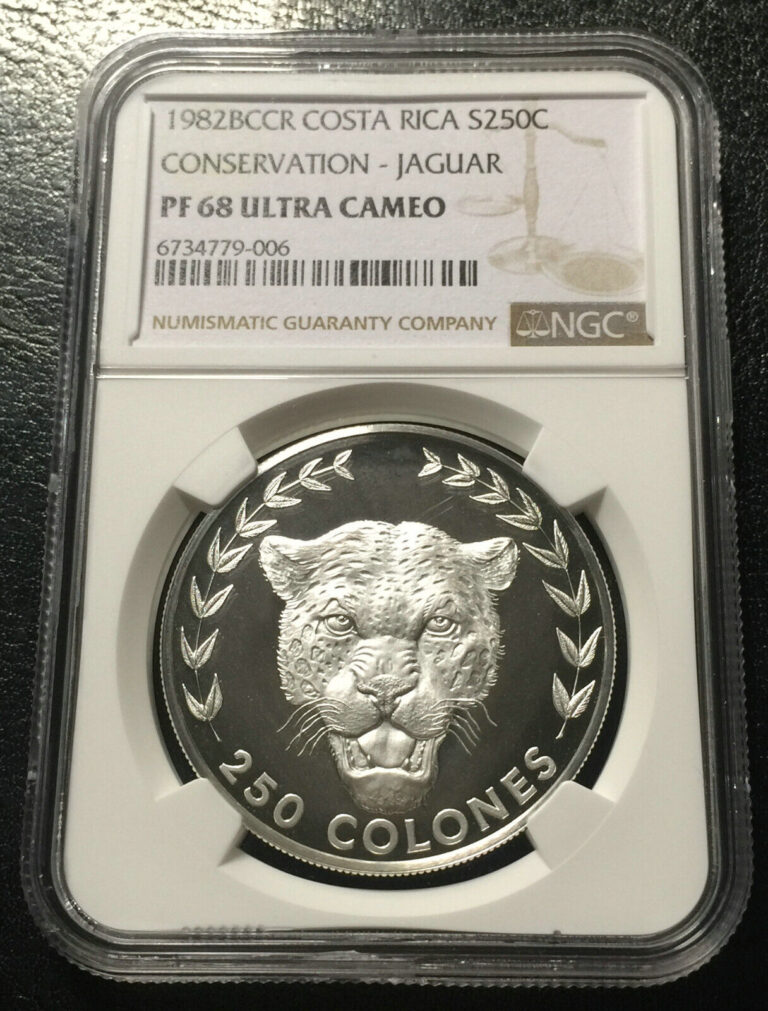 1982BCCR COSTA RICA S250C
CONSERVATION - JAGUAR
PF 68 ULTRA CAMEO
6734779-006
NUMISMATIC GUARANTY COMPANY
NGC®
250 COLONES